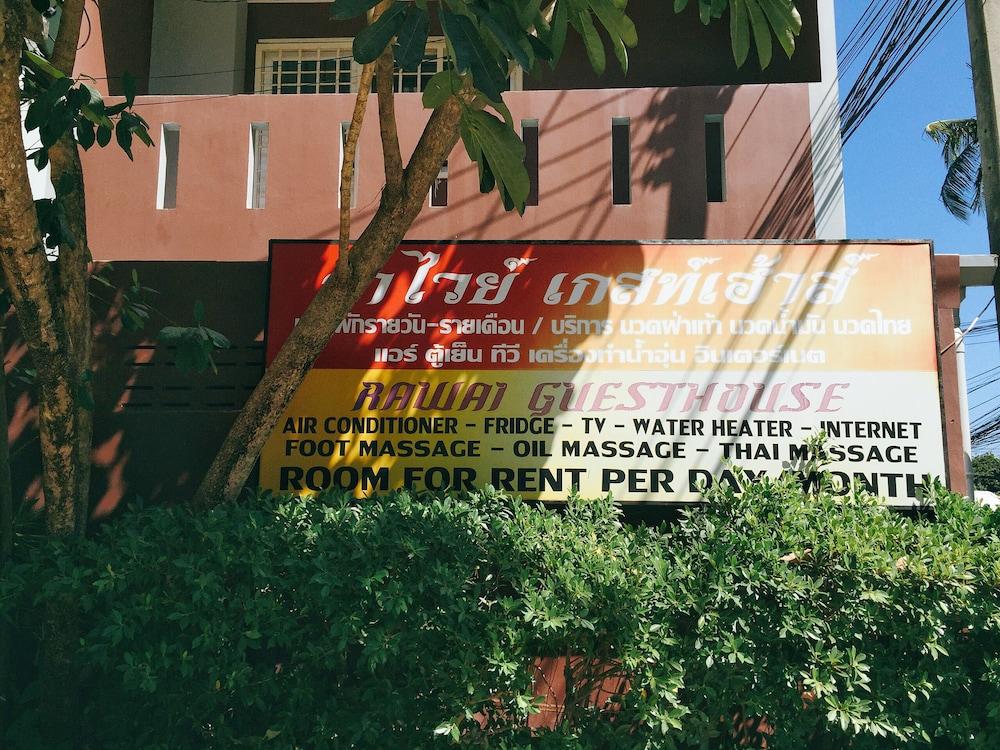 ราไวย์ เกสท์เฮ้าส์
พักรายวัน-รายเดือน / บริการ นวดฝ่าเท้า นวดน้ำมัน นวดไทย
แอร์ ตู้เย็น ทีวี เครื่องทำน้ำอุ่น อินเตอร์เนต
RAWAI GUESTHOUSE
AIR CONDITIONER - FRIDGE - TV - WATER HEATER - INTERNET
FOOT MASSAGE - OIL MASSAGE - THAI MASSAGE
ROOM FOR RENT PER DAY/MONTH